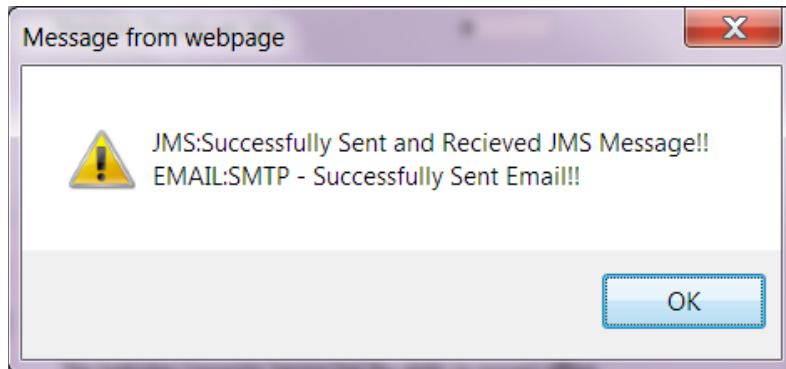 Message from webpage
JMS:Successfully Sent and Recieved JMS Message!!
EMAIL:SMTP - Successfully Sent Email!!
OK